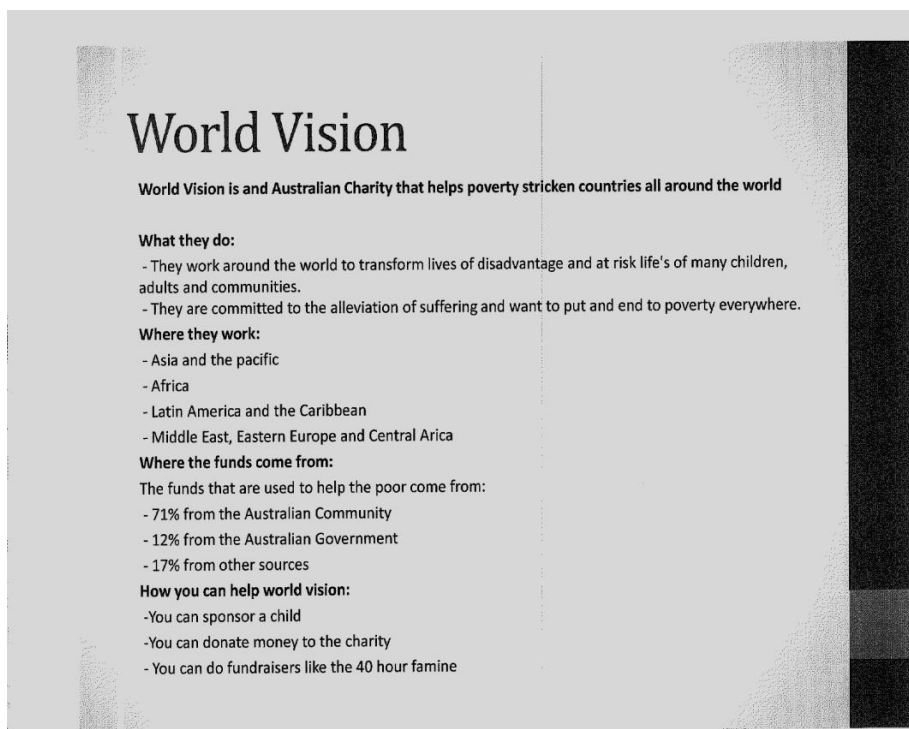 World Vision
World Vision is and Australian Charity that helps poverty stricken countries all around the world
What they do:
- They work around the world to transform lives of disadvantage and at risk life's of many children,
adults and communities.
- They are committed to the alleviation of suffering and want to put and end to poverty everywhere.
Where they work:
- Asia and the pacific
- Africa
- Latin America and the Caribbean
- Middle East, Eastern Europe and Central Arica
Where the funds come from:
The funds that are used to help the poor come from:
- 71% from the Australian Community
- 12% from the Australian Government
- 17% from other sources
How you can help world vision:
-You can sponsor a child
-You can donate money to the charity
- You can do fundraisers like the 40 hour famine